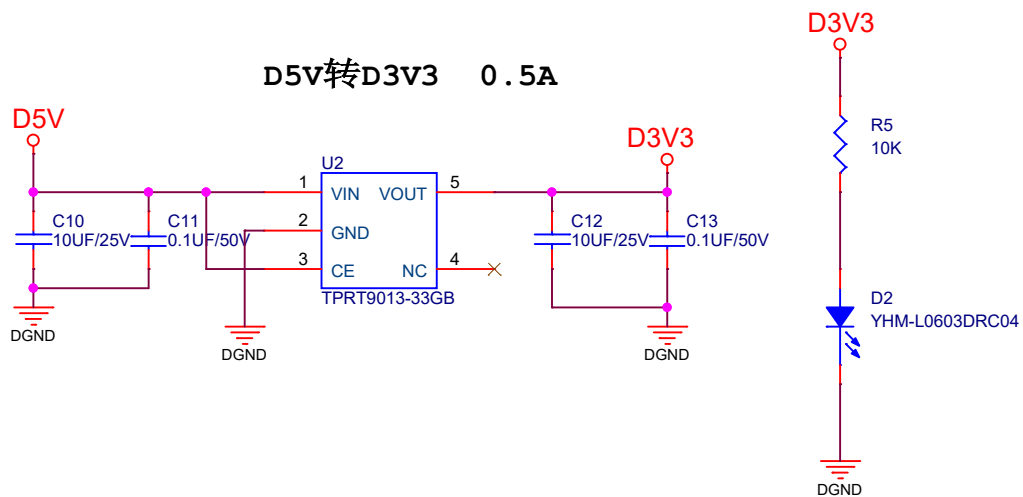 D3V3
D5V转D3V3 0.5A
D5V
R5
10K
D3V3
U2
1
VIN
VOUT
5
C10
10UF/25V
C11
0.1UF/50V
2
GND
C12
10UF/25V
C13
0.1UF/50V
3
CE
NC
4
TPRT9013-33GB
D2
YHM-L0603DRC04
DGND
DGND
DGND
DGND